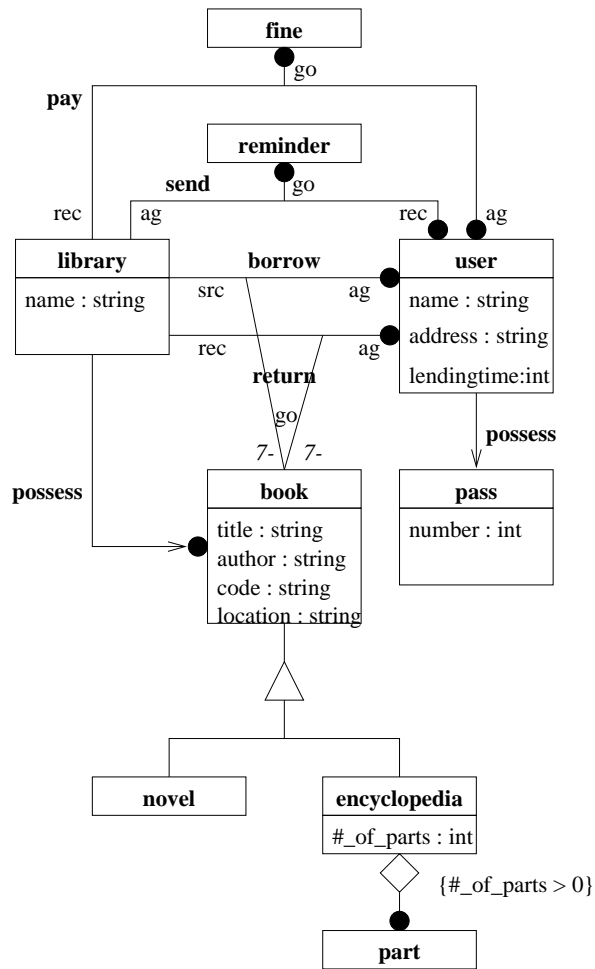 fine
go
pay
reminder
send
go
rec
ag
rec
ag
library
borrow
user
name : string
src
ag
name : string
rec
ag
address : string
return
lendingtime:int
go
possess
7-
7-
possess
book
pass
title : string
number : int
author : string
code : string
location : string
novel
encyclopedia
#_of_parts : int
{#_of_parts > 0}
part